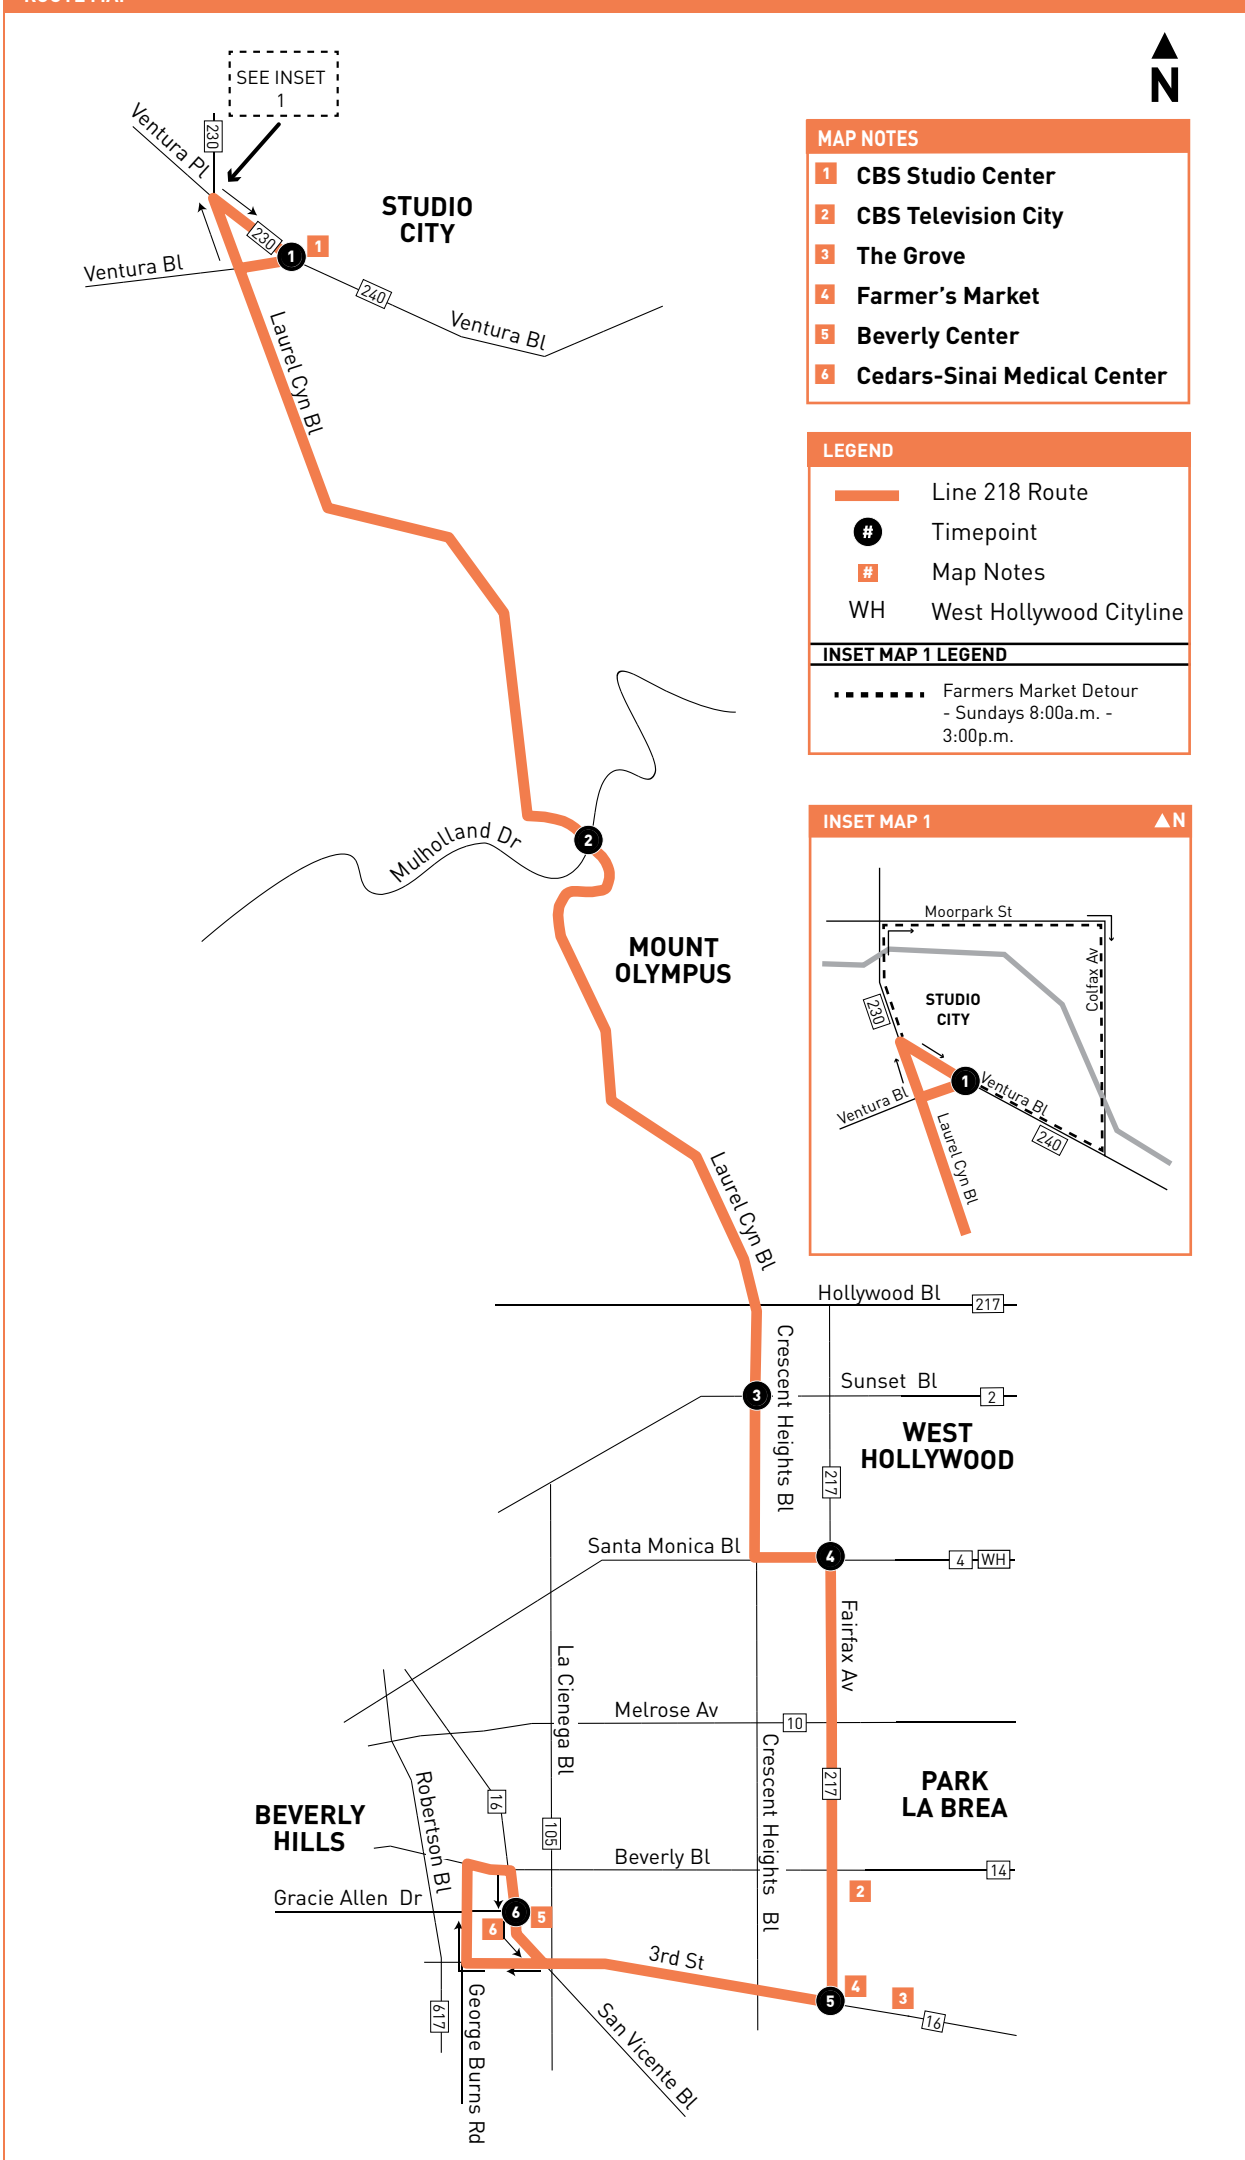 ROUTE MAP
N
SEE INSET
1
Ventura Pl
230
230
1
1
STUDIO
CITY
Ventura Bl
240
Ventura Bl
Laurel Cyn Bl
MAP NOTES
1 CBS Studio Center
2 CBS Television City
3 The Grove
4 Farmer's Market
5 Beverly Center
6 Cedars-Sinai Medical Center
LEGEND
Line 218 Route
# Timepoint
# Map Notes
WH West Hollywood Cityline
INSET MAP 1 LEGEND
Farmers Market Detour
- Sundays 8:00a.m. -
3:00p.m.
Mulholland Dr
2
MOUNT
OLYMPUS
INSET MAP 1
N
Moorpark St
Colfax Av
230
STUDIO
CITY
1
Ventura Bl
Ventura Bl
240
Laurel Cyn Bl
Laurel Cyn Bl
Hollywood Bl
217
Crescent Heights Bl
3
Sunset Bl
2
WEST
HOLLYWOOD
217
Santa Monica Bl
4
4
WH
Fairfax Av
La Cienega Bl
Melrose Av
10
Crescent Heights Bl
217
PARK
LA BREA
Robertson Bl
16
105
BEVERLY
HILLS
Beverly Bl
14
2
Gracie Allen Dr
6
5
6
3rd St
4
5
3
16
617
George Burns Rd
San Vicente Bl